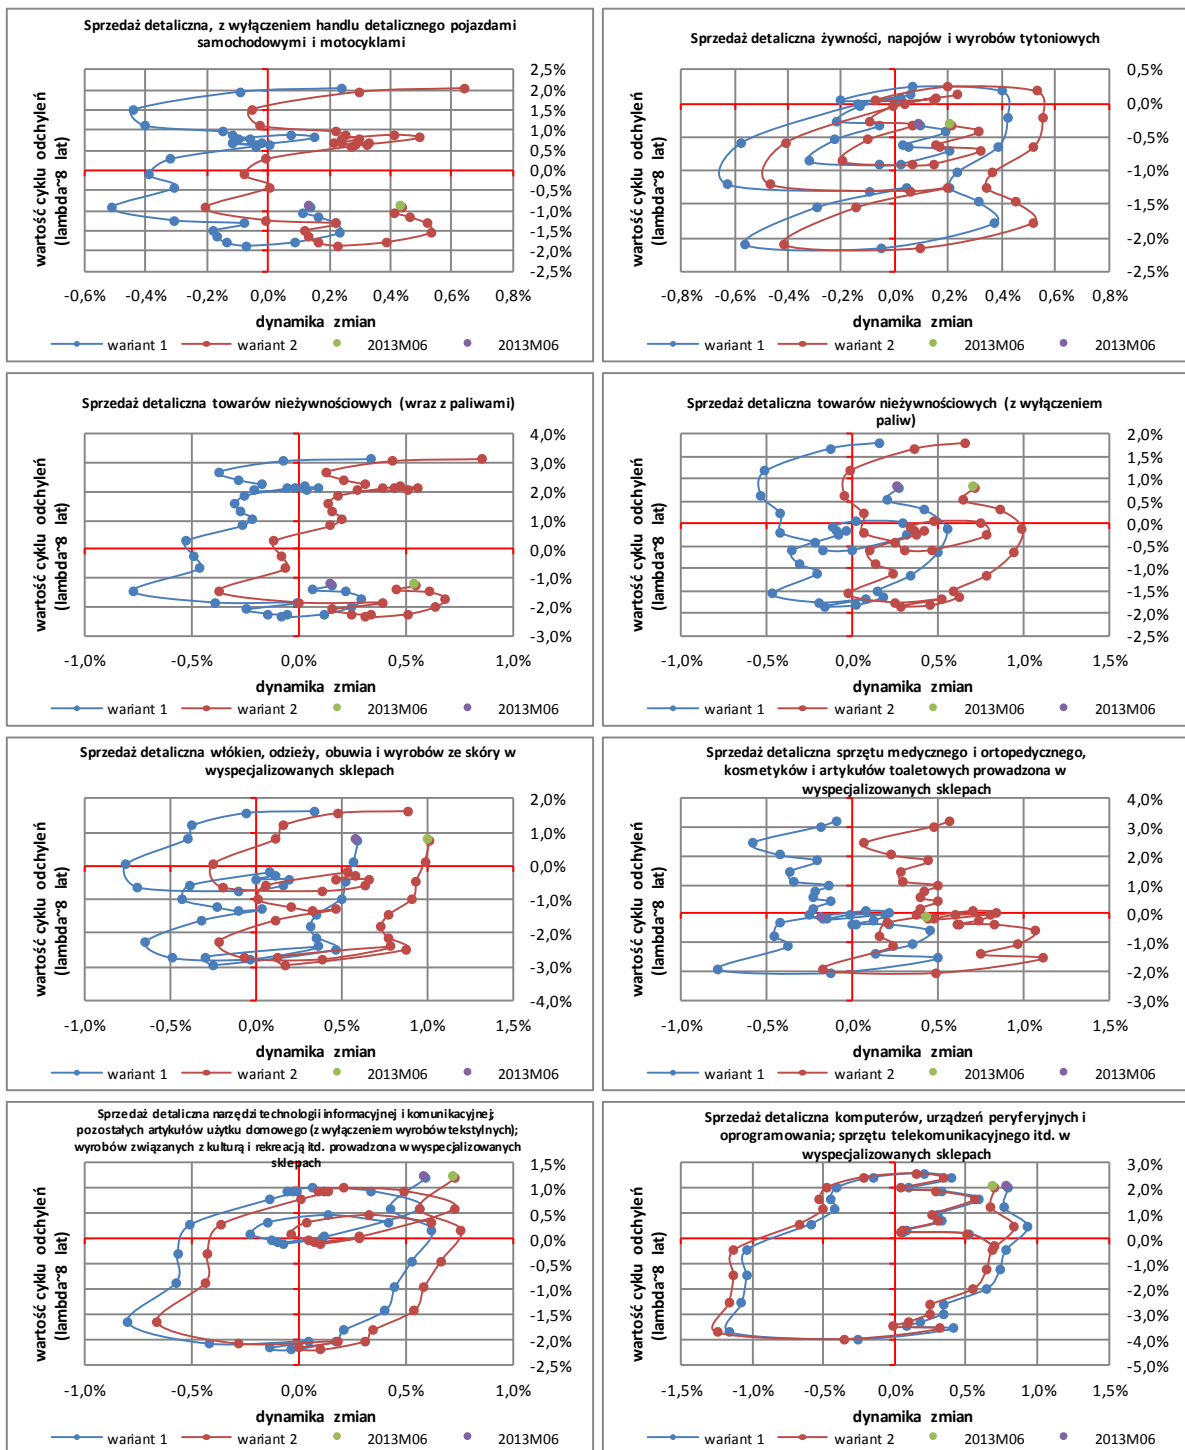 Sprzedaż detaliczna, z wyłączeniem handlu detalicznego pojazdami
samochodowymi i motocyklami
wartość cyklu odchyleń
(lambda~8 lat)
2,5%
2,0%
1,5%
1,0%
0,5%
0,0%
-0,5%
-1,0%
-1,5%
-2,0%
-2,5%
-0,6% -0,4% -0,2% 0,0% 0,2% 0,4% 0,6% 0,8%
dynamika zmian
wariant 1 wariant 2 2013M06 2013M06
Sprzedaż detaliczna żywności, napojów i wyrobów tytoniowych
wartość cyklu odchyleń
(lambda~8 lat)
0,5%
0,0%
-0,5%
-1,0%
-1,5%
-2,0%
-2,5%
-0,8% -0,6% -0,4% -0,2% 0,0% 0,2% 0,4% 0,6% 0,8%
dynamika zmian
wariant 1 wariant 2 2013M06 2013M06
Sprzedaż detaliczna towarów nieżywnościowych (wraz z paliwami)
wartość cyklu odchyleń
(lambda~8 lat)
4,0%
3,0%
2,0%
1,0%
0,0%
-1,0%
-2,0%
-3,0%
-1,0% -0,5% 0,0% 0,5% 1,0%
dynamika zmian
wariant 1 wariant 2 2013M06 2013M06
Sprzedaż detaliczna towarów nieżywnościowych (z wyłączeniem
paliw)
wartość cyklu odchyleń
(lambda~8 lat)
2,0%
1,5%
1,0%
0,5%
0,0%
-0,5%
-1,0%
-1,5%
-2,0%
-2,5%
-1,0% -0,5% 0,0% 0,5% 1,0% 1,5%
dynamika zmian
wariant 1 wariant 2 2013M06 2013M06
Sprzedaż detaliczna włókien, odzieży, obuwia i wyrobów ze skóry w
wyspecjalizowanych sklepach
wartość cyklu odchyleń
(lambda~8 lat)
2,0%
1,0%
0,0%
-1,0%
-2,0%
-3,0%
-4,0%
-1,0% -0,5% 0,0% 0,5% 1,0% 1,5%
dynamika zmian
wariant 1 wariant 2 2013M06 2013M06
Sprzedaż detaliczna sprzętu medycznego i ortopedycznego,
kosmetyków i artykułów toaletowych prowadzona w
wyspecjalizowanych sklepach
wartość cyklu odchyleń
(lambda~8 lat)
4,0%
3,0%
2,0%
1,0%
0,0%
-1,0%
-2,0%
-3,0%
-1,0% -0,5% 0,0% 0,5% 1,0% 1,5%
dynamika zmian
wariant 1 wariant 2 2013M06 2013M06
Sprzedaż detaliczna narzędzi technologii informacyjnej i komunikacyjnej;
pozostałych artykułów użytku domowego (z wyłączeniem wyrobów tekstylnych);
wyrobów związanych z kulturą i rekreacją itd. prowadzona w wyspecjalizowanych
sklepach
wartość cyklu odchyleń
(lambda~8 lat)
1,5%
1,0%
0,5%
0,0%
-0,5%
-1,0%
-1,5%
-2,0%
-2,5%
-1,0% -0,5% 0,0% 0,5% 1,0%
dynamika zmian
wariant 1 wariant 2 2013M06 2013M06
Sprzedaż detaliczna komputerów, urządzeń peryferyjnych i
oprogramowania; sprzętu telekomunikacyjnego itd. w
wyspecjalizowanych sklepach
wartość cyklu odchyleń
(lambda~8 lat)
3,0%
2,0%
1,0%
0,0%
-1,0%
-2,0%
-3,0%
-4,0%
-5,0%
-1,5% -1,0% -0,5% 0,0% 0,5% 1,0% 1,5%
dynamika zmian
wariant 1 wariant 2 2013M06 2013M06